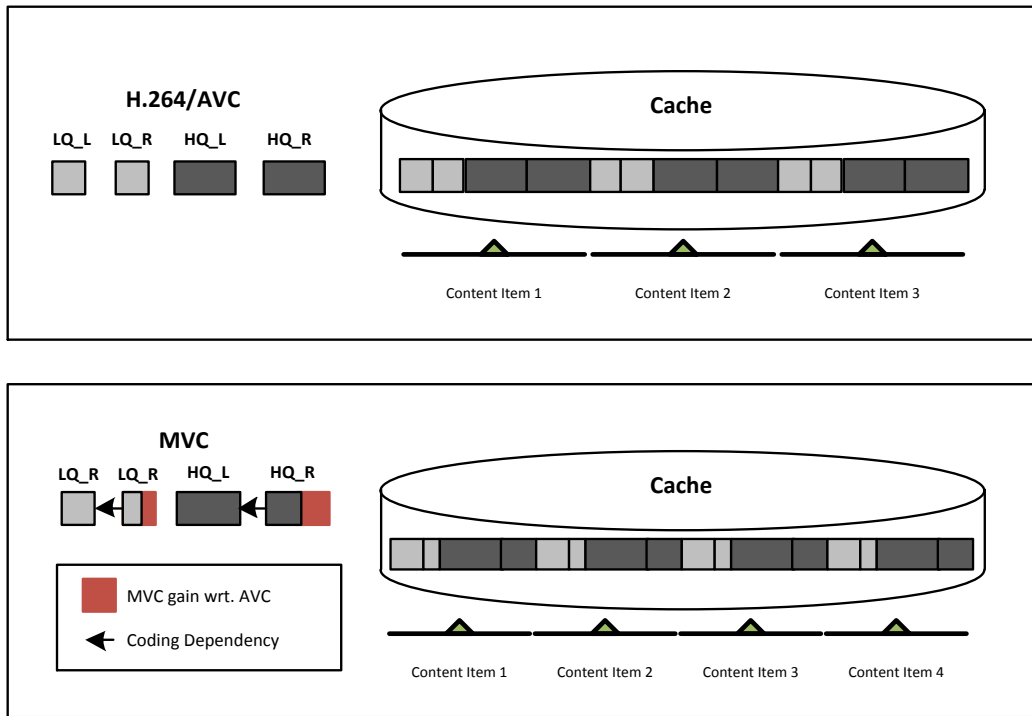 H.264/AVC
LQ_L LQ_R HQ_L HQ_R
Cache
Content Item 1 Content Item 2 Content Item 3
MVC
LQ_R LQ_R HQ_L HQ_R
Cache
MVC gain wrt. AVC
Coding Dependency
Content Item 1 Content Item 2 Content Item 3 Content Item 4